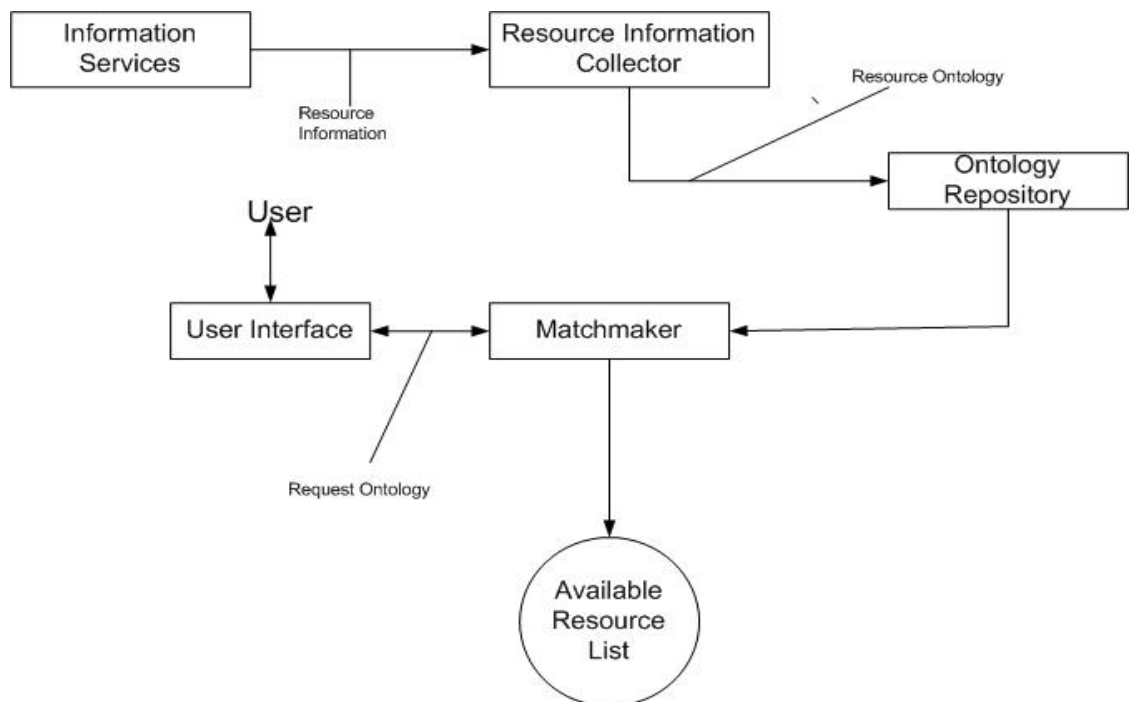 Information
Services
Resource Information
Collector
Resource Ontology
Resource
Information
Ontology
Repository
User
User Interface
Matchmaker
Request Ontology
Available
Resource
List